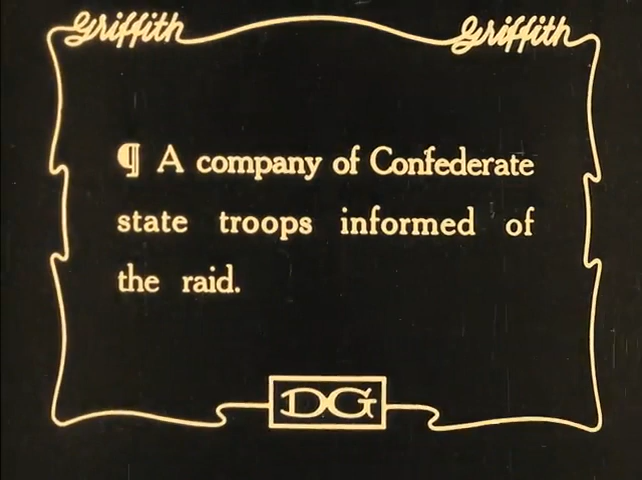 Griffith Griffith
¶ A company of Confederate
state troops informed of
the raid.
DG